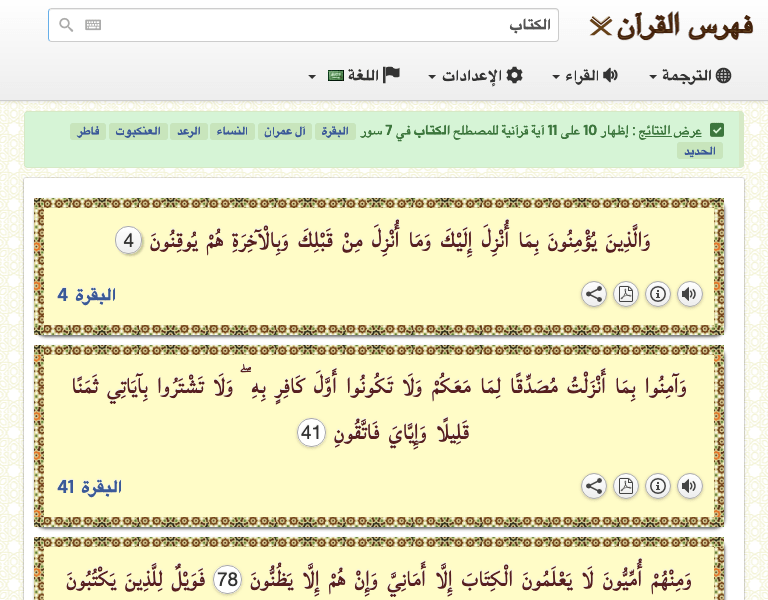 فهرس القرآن
الكتاب
الترجمة
القراء
الإعدادات
اللغة
عرض النتائج : إظهار 10 على 11 آية قرآنية للمصطلح الكتاب في 7 سور البقرة آل عمران النساء الرعد العنكبوت فاطر
الحديد
وَالَّذِينَ يُؤْمِنُونَ بِمَا أُنْزِلَ إِلَيْكَ وَمَا أُنْزِلَ مِنْ قَبْلِكَ وَبِالْآخِرَةِ هُمْ يُوقِنُونَ 4
البقرة 4
وَآمِنُوا بِمَا أَنْزَلْتُ مُصَدِّقًا لِمَا مَعَكُمْ وَلَا تَكُونُوا أَوَّلَ كَافِرٍ بِهِ ۖ وَلَا تَشْتَرُوا بِآيَاتِي ثَمَنًا
قَلِيلًا وَإِيَّايَ فَاتَّقُونِ 41
البقرة 41
وَمِنْهُمْ أُمِّيُّونَ لَا يَعْلَمُونَ الْكِتَابَ إِلَّا أَمَانِيَّ وَإِنْ هُمْ إِلَّا يَظُنُّونَ 78 فَوَيْلٌ لِلَّذِينَ يَكْتُبُونَ